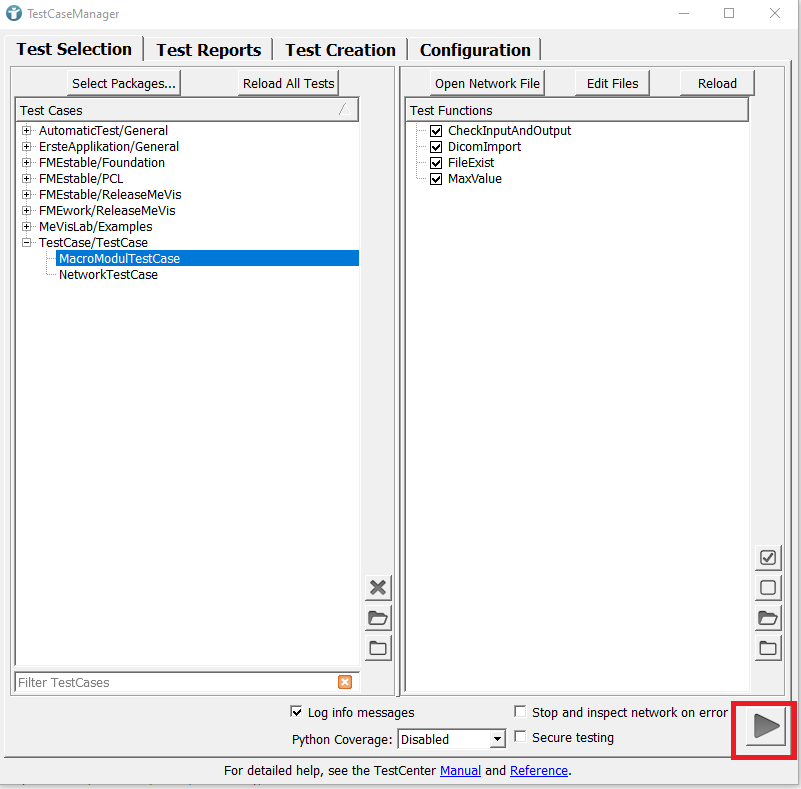 TestCaseManager
Test Selection
Test Reports
Test Creation
Configuration
Select Packages...
Reload All Tests
Test Cases
AutomaticTest/General
ErsteApplikation/General
FMEstable/Foundation
FMEstable/PCL
FMEstable/ReleaseMeVis
FMEwork/ReleaseMeVis
MeVisLab/Examples
TestCase/TestCase
MacroModulTestCase
NetworkTestCase
Filter TestCases
Open Network File
Edit Files
Reload
Test Functions
CheckInputAndOutput
DicomImport
FileExist
MaxValue
Log info messages
Stop and inspect network on error
Python Coverage: Disabled
Secure testing
For detailed help, see the TestCenter Manual and Reference.